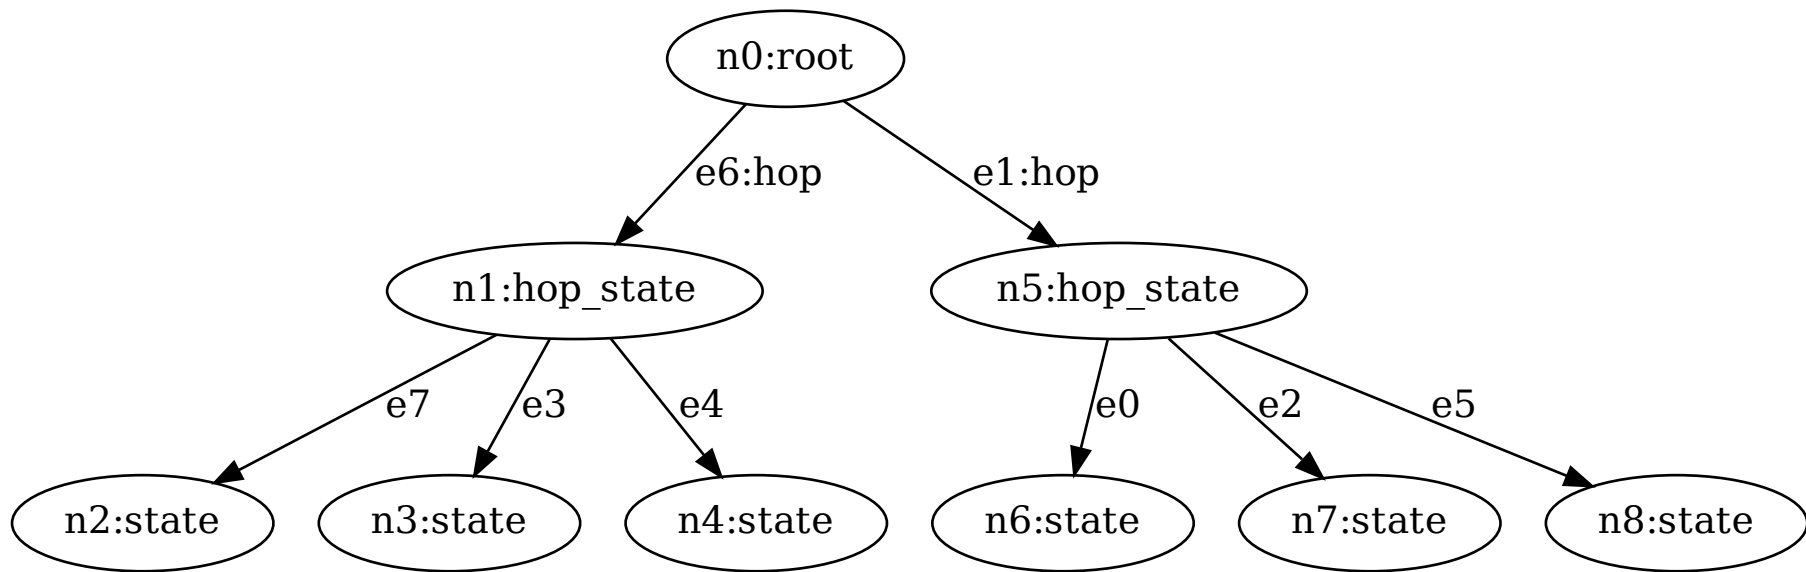 n0:root
e6:hop
e1:hop
n1:hop_state
n5:hop_state
e7
e3
e4
e0
e2
e5
n2:state
n3:state
n4:state
n6:state
n7:state
n8:state